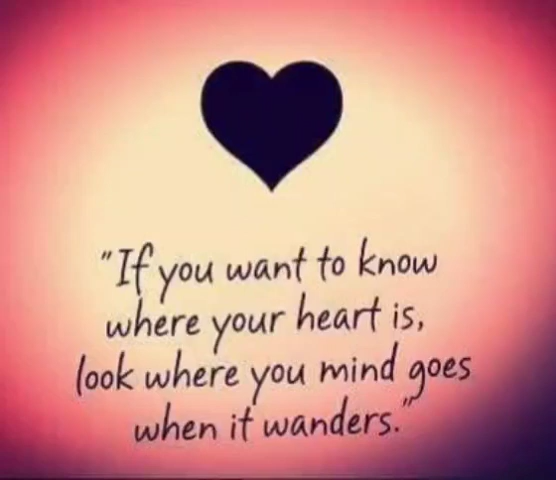 "If you want to know
where your heart is,
look where you mind goes
when it wanders."